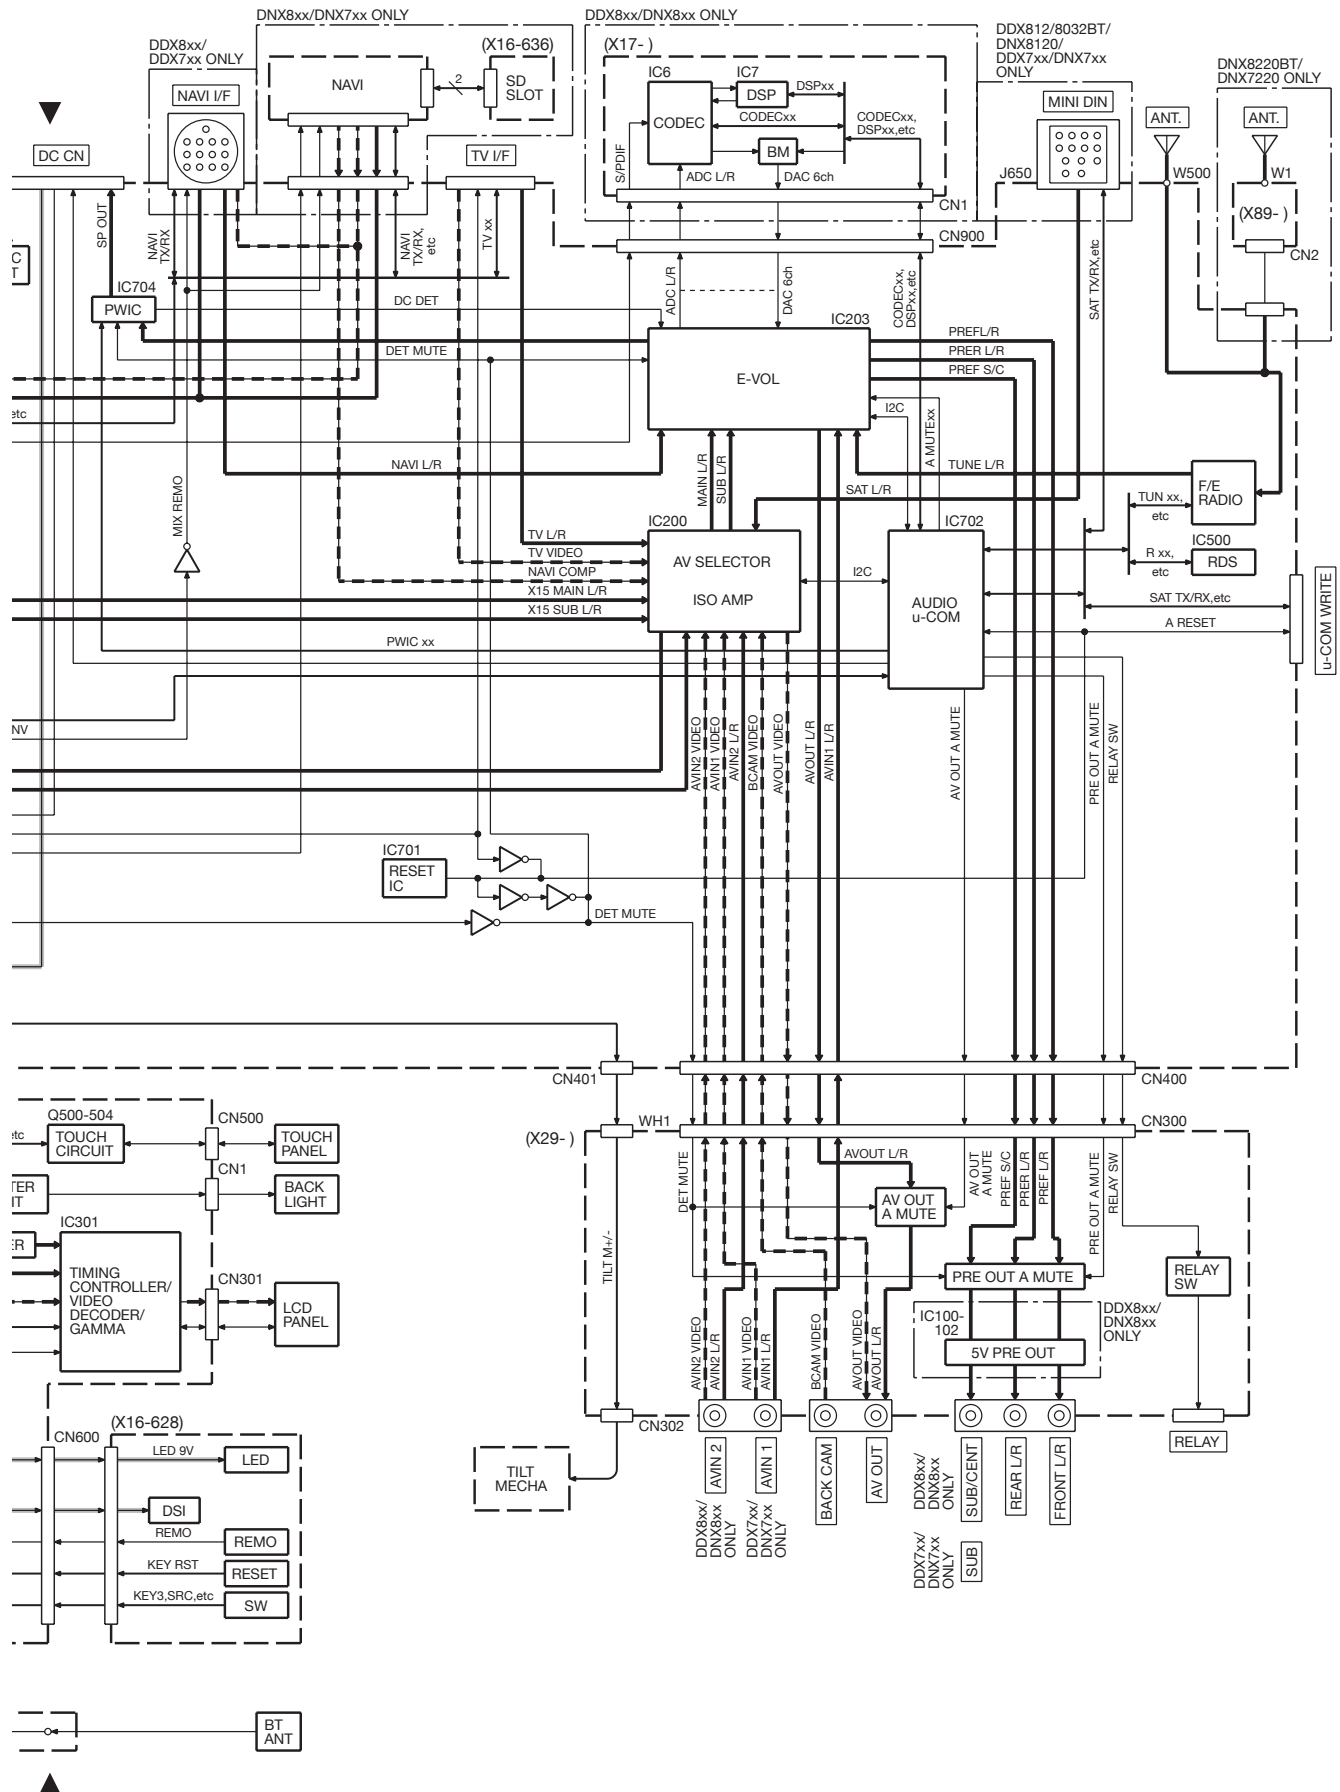 DNX8xx/DNX7xx ONLY
DDX8xx/DNX8xx ONLY
DDX8xx/
DDX7xx ONLY
DDX812/8032BT/
DNX8120/
DDX7xx/DNX7xx
ONLY
DNX8220BT/
DNX7220 ONLY
(X16-636)
(X17- )
NAVI I/F
NAVI
2
SD
SLOT
IC6
CODEC
IC7
DSP
DSPxx
CODECxx
CODECxx,
DSPxx,etc
BM
S/PDIF
ADC L/R
DAC 6ch
MINI DIN
ANT.
ANT.
DC CN
TV I/F
J650
W500
W1
CN1
(X89- )
CN2
CN900
SP OUT
NAVI
TX/RX
NAVI
TX/RX,
etc
TV xx
SAT TX/RX,etc
C
T
IC704
PWIC
DC DET
ADC L/R
DAC 6ch
CODECxx,
DSPxx,etc
IC203
E-VOL
DET MUTE
PREFL/R
PRER L/R
PREF S/C
etc
I2C
A MUTExx
NAVI L/R
MAIN L/R
SUB L/R
TUNE L/R
SAT L/R
F/E
RADIO
TUN xx,
etc
MIX REMO
IC200
AV SELECTOR
ISO AMP
TV L/R
TV VIDEO
NAVI COMP
X15 MAIN L/R
X15 SUB L/R
I2C
IC702
AUDIO
u-COM
IC500
RDS
R xx,
etc
SAT TX/RX,etc
A RESET
u-COM WRITE
PWIC xx
NV
AVIN2 VIDEO
AVIN1 VIDEO
AVIN2 L/R
BCAM VIDEO
AVOUT VIDEO
AVOUT L/R
AVIN1 L/R
AV OUT A MUTE
PRE OUT A MUTE
RELAY SW
IC701
RESET
IC
DET MUTE
CN401
CN400
(X29- )
WH1
CN300
Q500-504
CN500
etc
TOUCH
CIRCUIT
TOUCH
PANEL
CN1
TER
IT
BACK
LIGHT
IC301
ER
TIMING
CONTROLLER/
VIDEO
DECODER/
GAMMA
CN301
LCD
PANEL
TILT M+/-
DET MUTE
AVOUT L/R
AV OUT
A MUTE
AV OUT
A MUTE
PREF S/C
PRER L/R
PREF L/R
PRE OUT A MUTE
RELAY SW
PRE OUT A MUTE
RELAY
SW
IC100-
102
5V PRE OUT
DDX8xx/
DNX8xx
ONLY
AVIN2 VIDEO
AVIN2 L/R
AVIN1 VIDEO
AVIN1 L/R
BCAM VIDEO
AVOUT VIDEO
AVOUT L/R
CN302
RELAY
TILT
MECHA
AVIN 2
AVIN 1
BACK CAM
AV OUT
SUB/CENT
REAR L/R
FRONT L/R
DDX8xx/
DNX8xx
ONLY
DDX7xx/
DNX7xx
ONLY
DDX8xx/
DNX8xx
ONLY
DDX7xx/
DNX7xx
ONLY
SUB
CN600
(X16-628)
LED 9V
LED
DSI
REMO
REMO
KEY RST
RESET
KEY3,SRC,etc
SW
BT
ANT